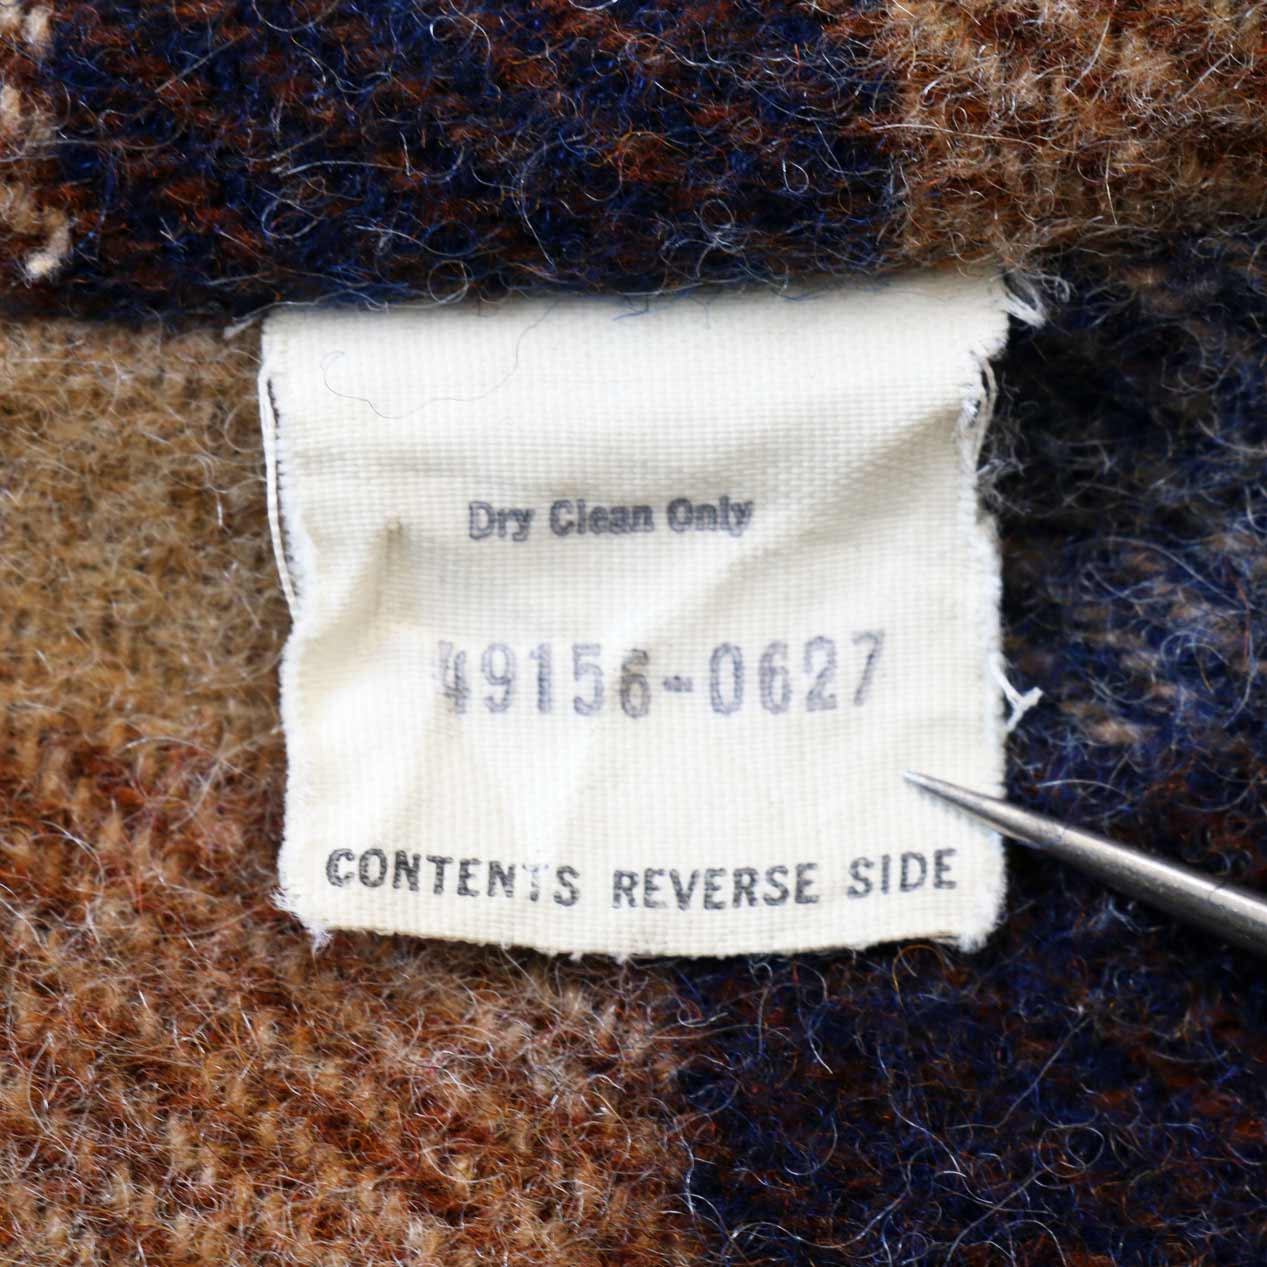 Dry Clean Only
49156-0627
CONTENTS REVERSE SIDE